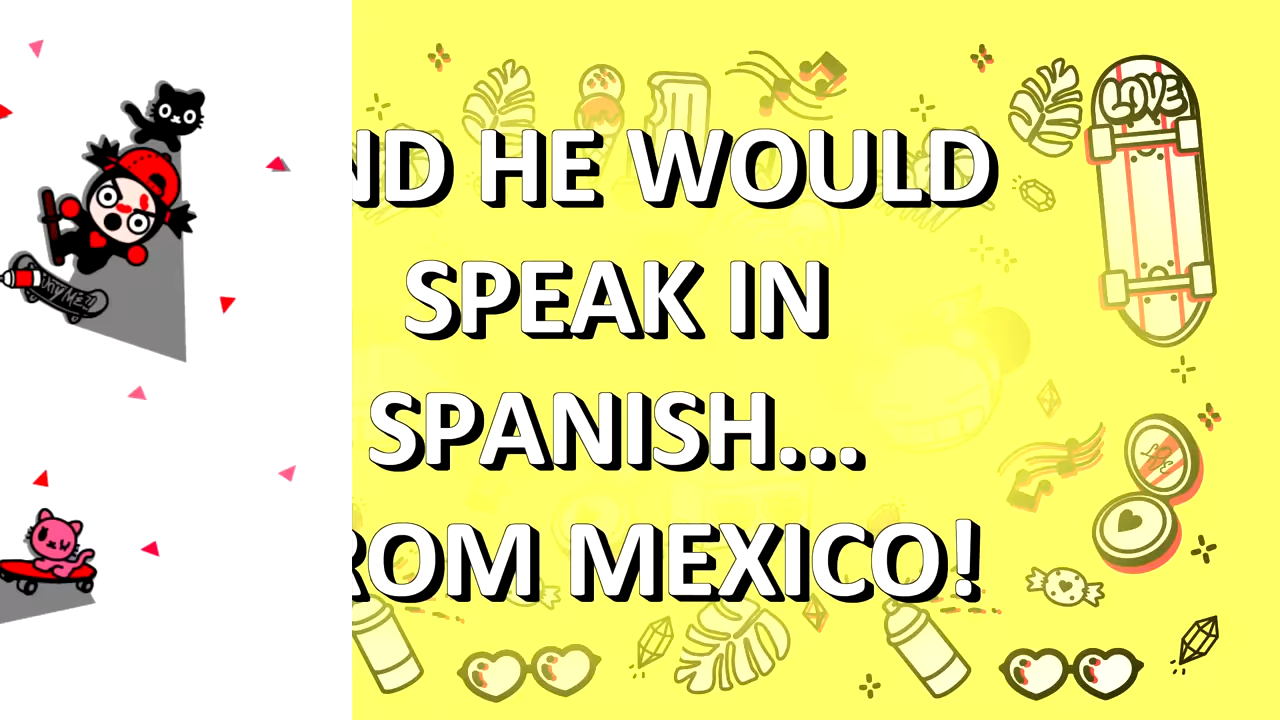 LOVE
ND HE WOULD
SPEAK IN
SPANISH...
ROM MEXICO!